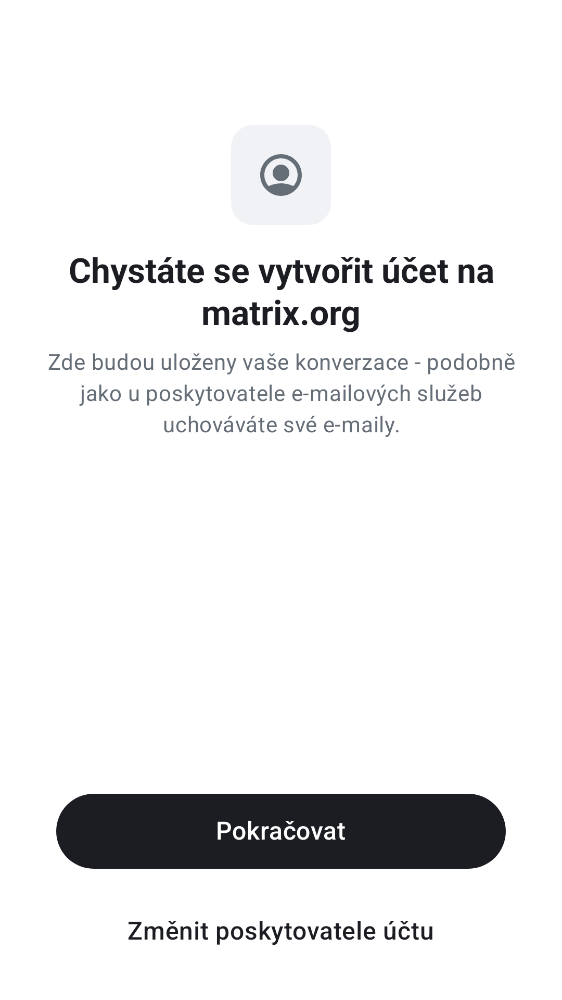 Chystáte se vytvořit účet na
matrix.org
Zde budou uloženy vaše konverzace - podobně
jako u poskytovatele e-mailových služeb
uchováváte své e-maily.
Pokračovat
Změnit poskytovatele účtu